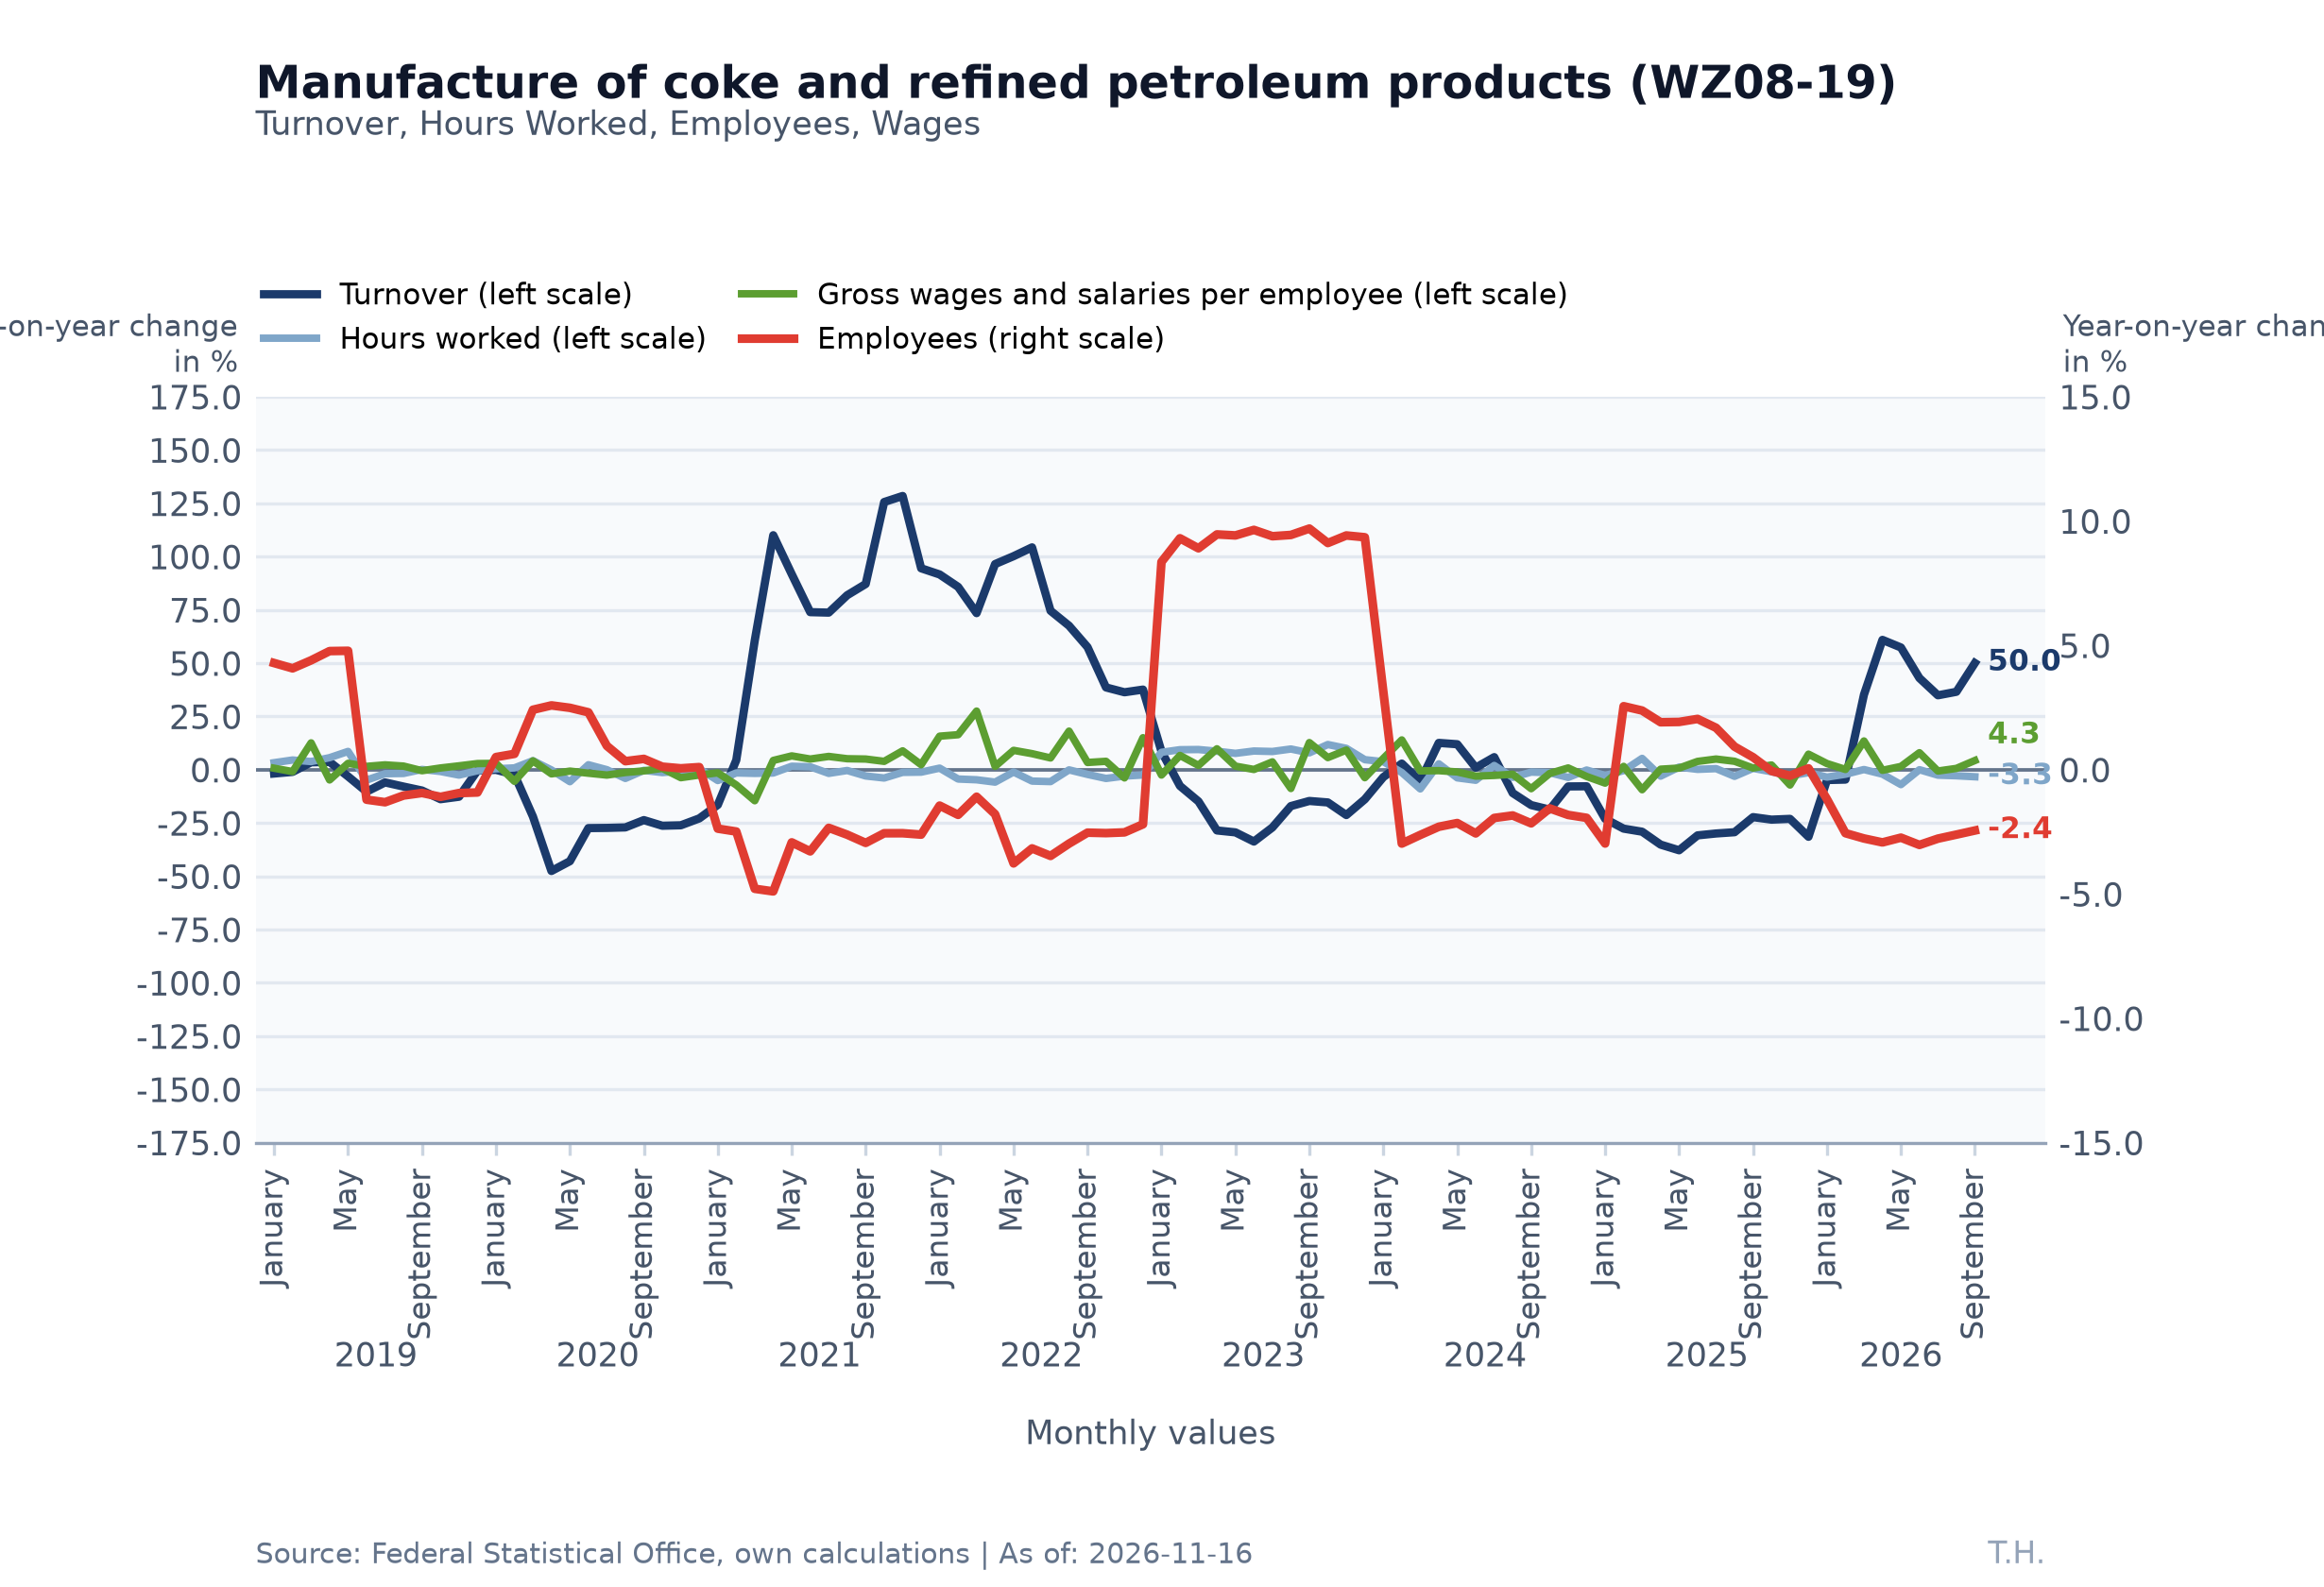 Manufacture of coke and refined petroleum products (WZ08-19)
Turnover, Hours Worked, Employees, Wages
Turnover (left scale)
Gross wages and salaries per employee (left scale)
Hours worked (left scale)
Employees (right scale)
-on-year change
in %
Year-on-year chan
in %
175.0
150.0
125.0
100.0
75.0
50.0
25.0
0.0
-25.0
-50.0
-75.0
-100.0
-125.0
-150.0
-175.0
15.0
10.0
5.0
0.0
-5.0
-10.0
-15.0
50.0
4.3
-3.3
-2.4
January
May
September
January
May
September
January
May
September
January
May
September
January
May
September
January
May
September
January
May
September
January
May
September
2019
2020
2021
2022
2023
2024
2025
2026
Monthly values
Source: Federal Statistical Office, own calculations | As of: 2026-11-16
T.H.